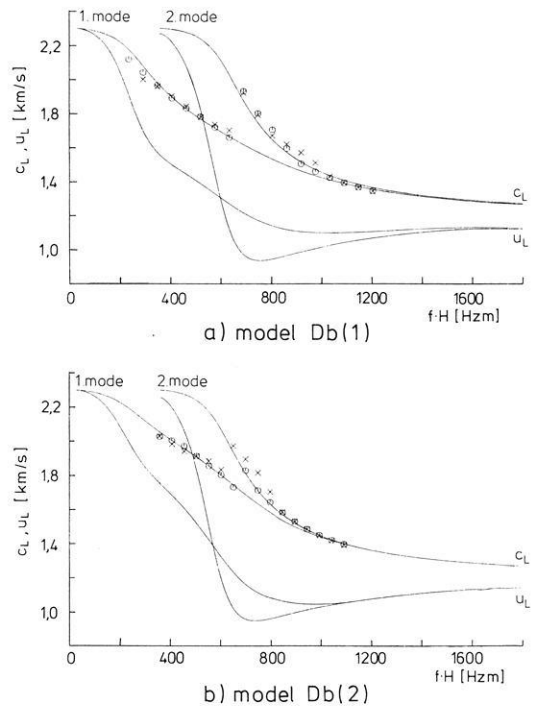 1. mode
2. mode
2,2
1,8
1,4
1,0
c_L , u_L [km/s]
c_L
u_L
0 400 800 1200 1600
f·H [Hzm]
a) model Db(1)
1.mode
2.mode
2,2
1,8
1,4
1,0
c_L, u_L [km/s]
c_L
u_L
0 400 800 1200 1600
f·H [Hzm]
b) model Db(2)